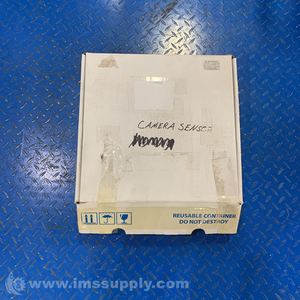 CAMERA SENSOR
REUSABLE CONTAINER
DO NOT DESTROY
© www.imssupply.com